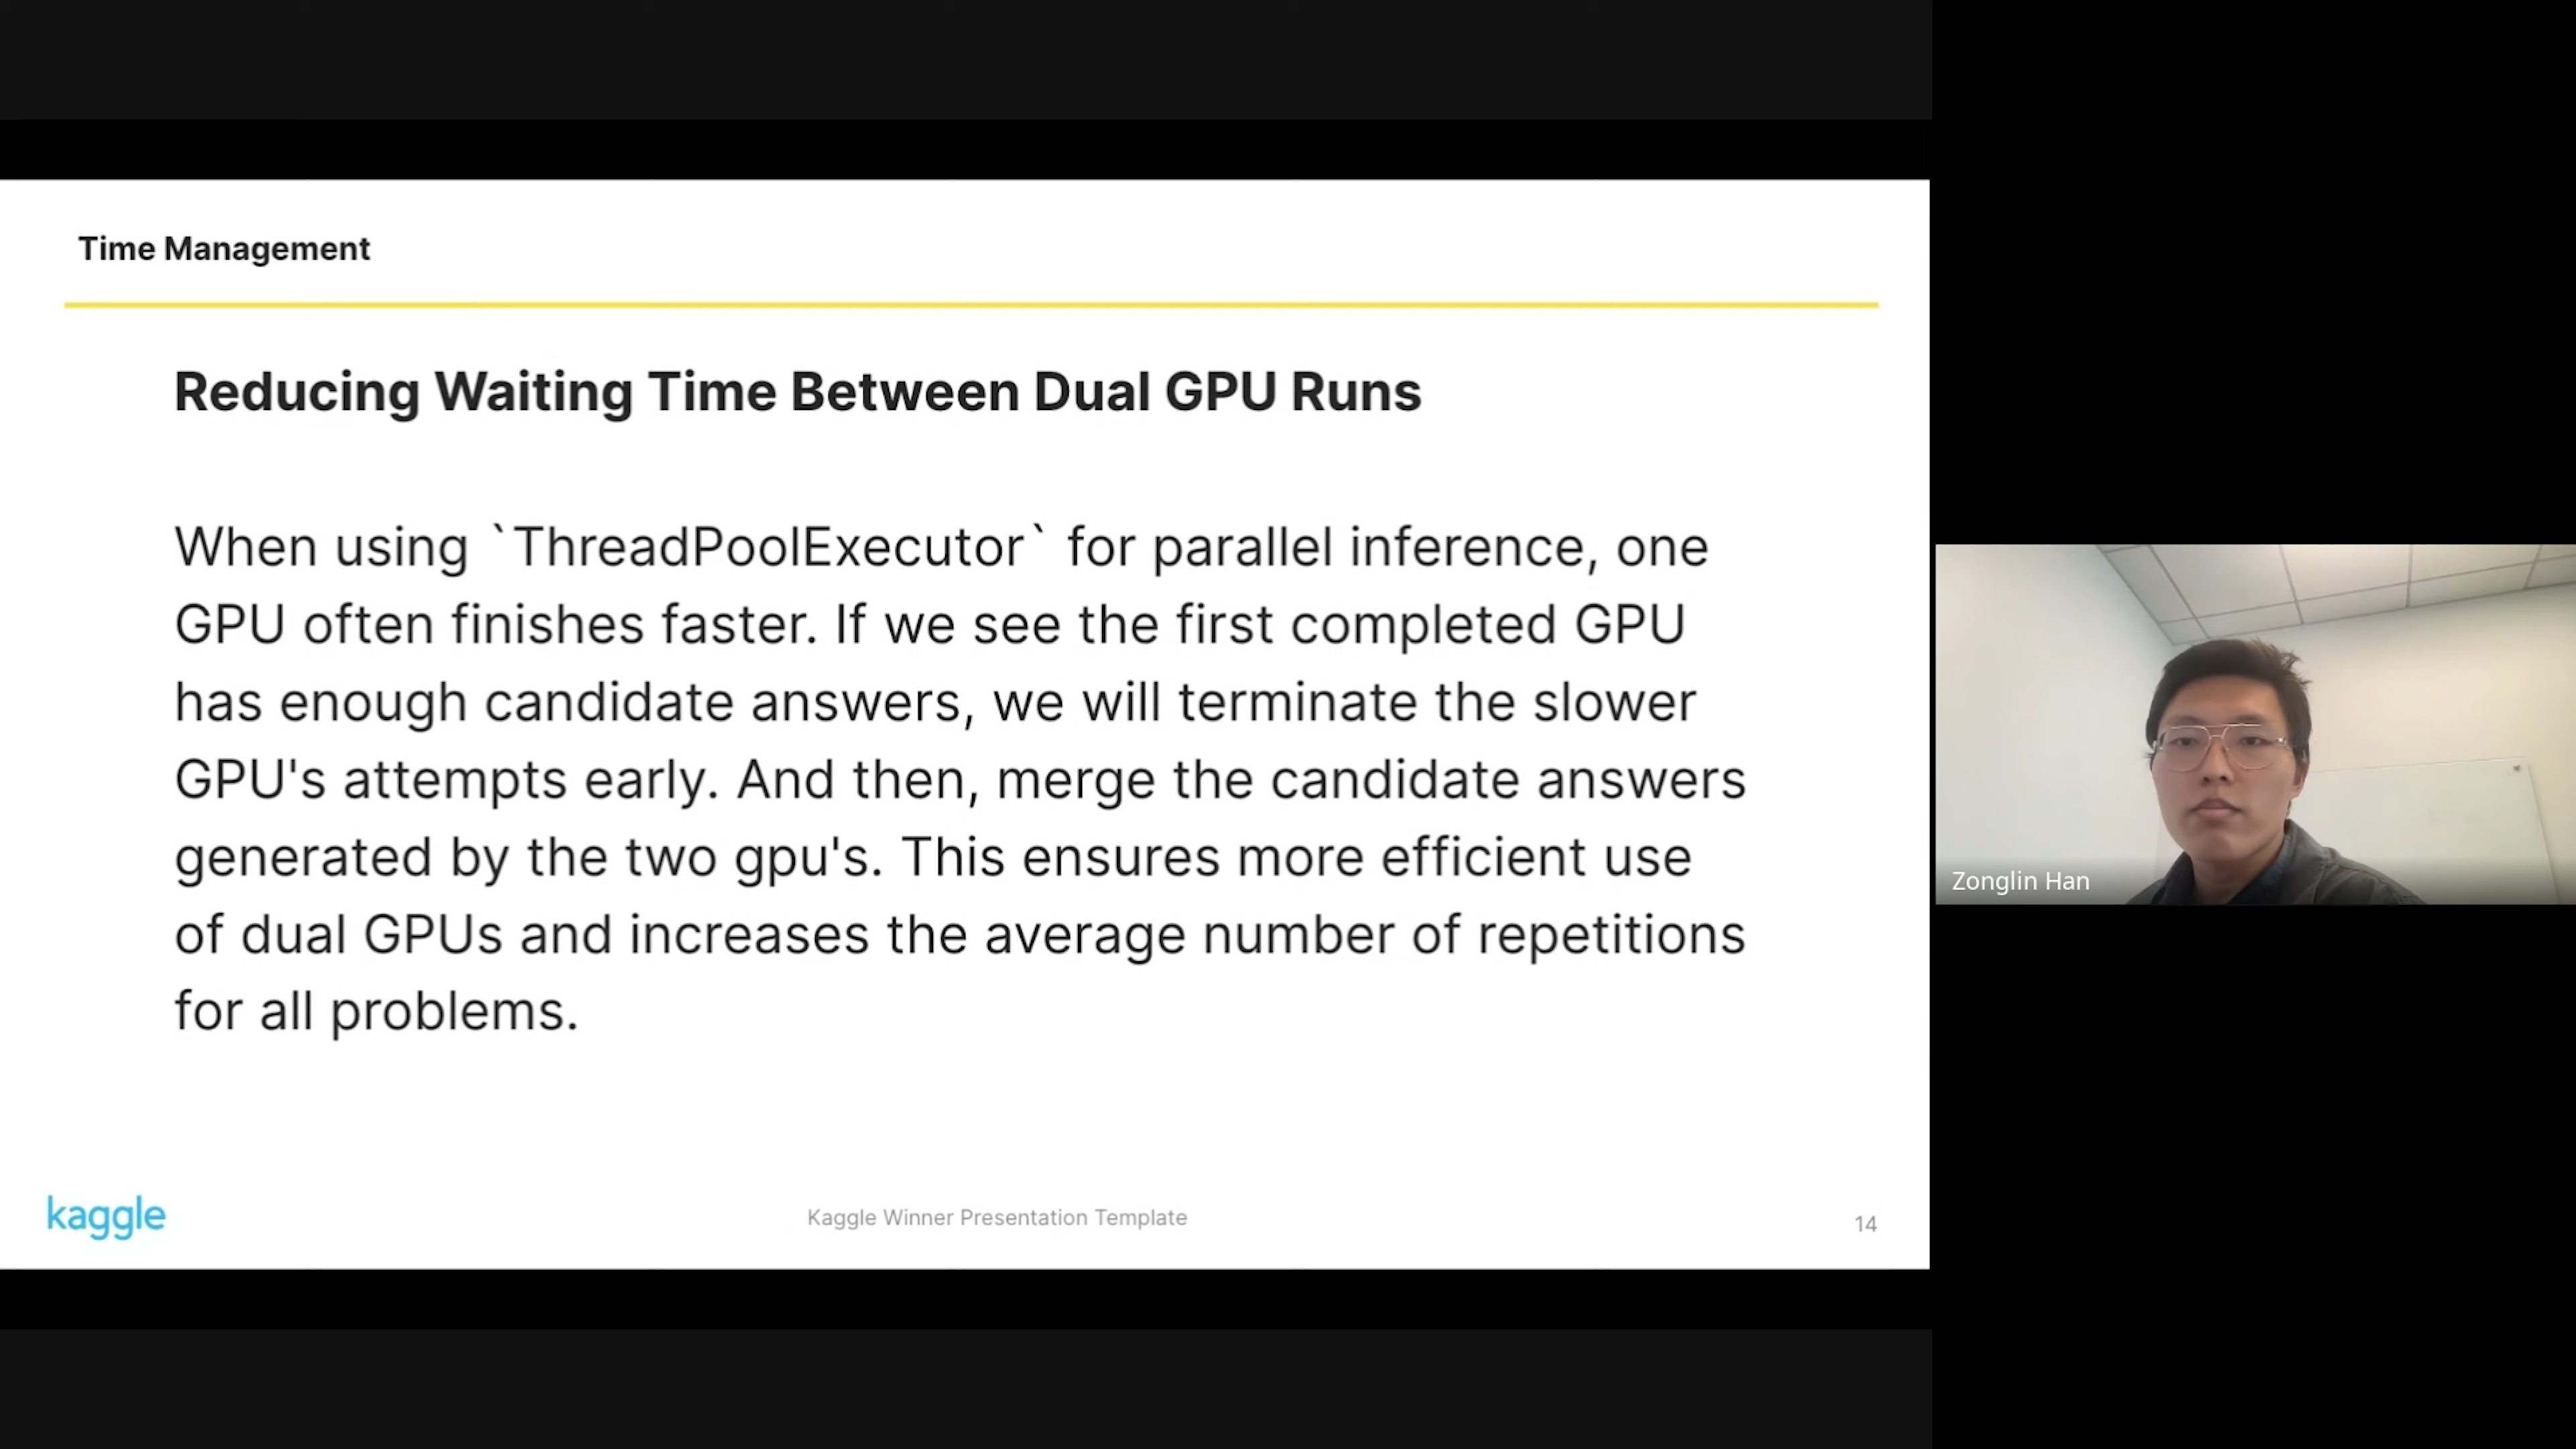 Time Management
Reducing Waiting Time Between Dual GPU Runs
When using `ThreadPoolExecutor` for parallel inference, one
GPU often finishes faster. If we see the first completed GPU
has enough candidate answers, we will terminate the slower
GPU's attempts early. And then, merge the candidate answers
generated by the two gpu's. This ensures more efficient use
of dual GPUs and increases the average number of repetitions
for all problems.
kaggle
Kaggle Winner Presentation Template
14
Zonglin Han